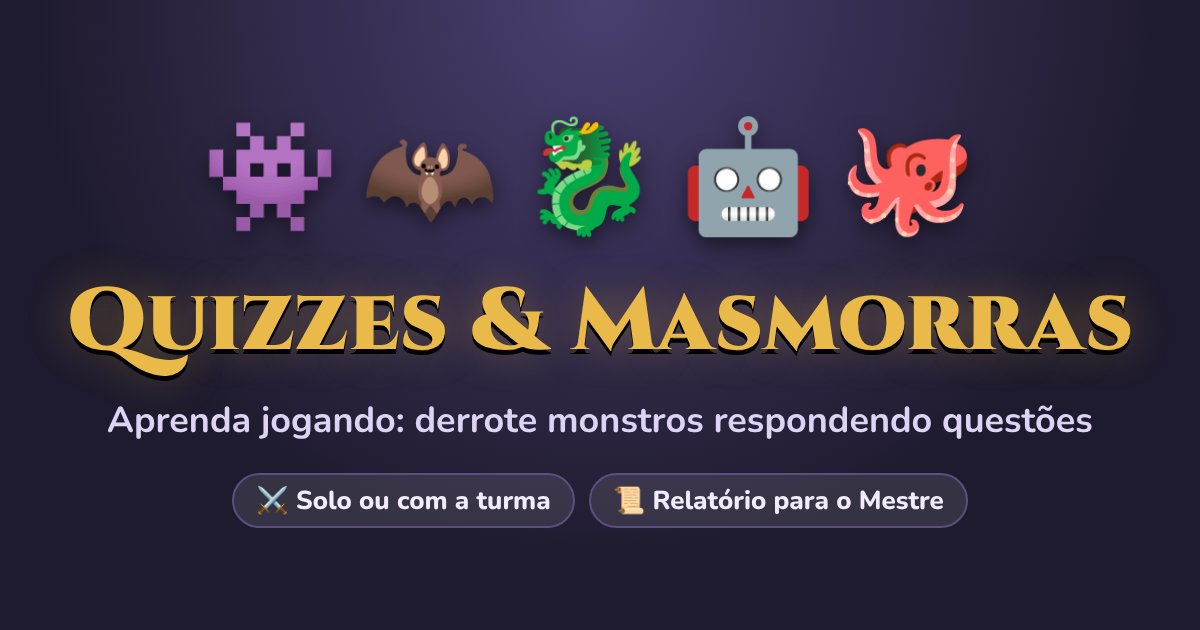 Quizzes & Masmorras
Aprenda jogando: derrote monstros respondendo questões
Solo ou com a turma
Relatório para o Mestre